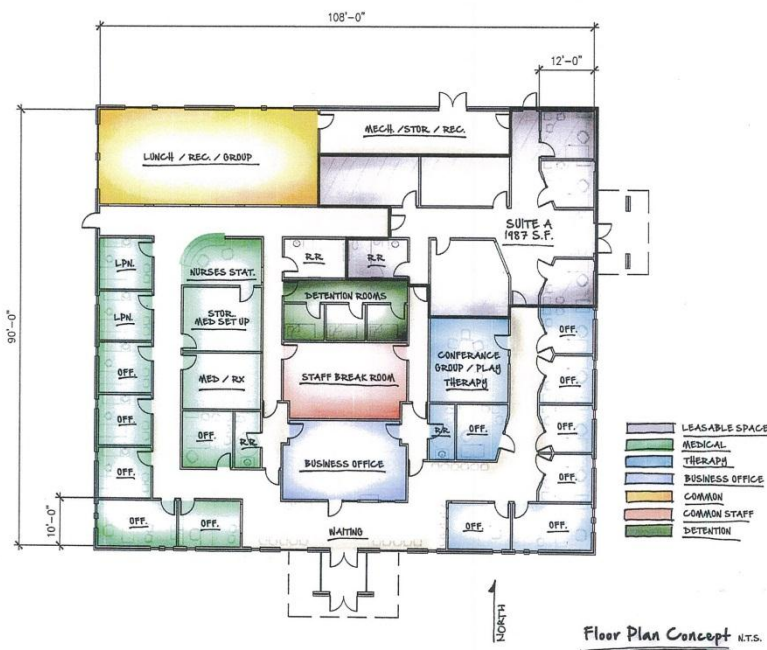 108'-0"
12'-0"
MECH. / STOR. / REC.
LUNCH / REC. / GROUP
SUITE A
1987 S.F.
90'-0"
LPN.
NURSES STAT.
R.R.
R.R.
DETENTION ROOMS
LPN.
STOR.
MED SET UP
OFF.
CONFERANCE
GROUP / PLAY
THERAPY
OFF.
MED / RX
STAFF BREAK ROOM
OFF.
OFF.
OFF.
R.R.
R.R.
OFF.
OFF.
OFF.
BUSINESS OFFICE
OFF.
10'-0"
OFF.
OFF.
WAITING
OFF.
OFF.
LEASABLE SPACE
MEDICAL
THERAPY
BUSINESS OFFICE
COMMON
COMMON STAFF
DETENTION
NORTH
Floor Plan Concept N.T.S.